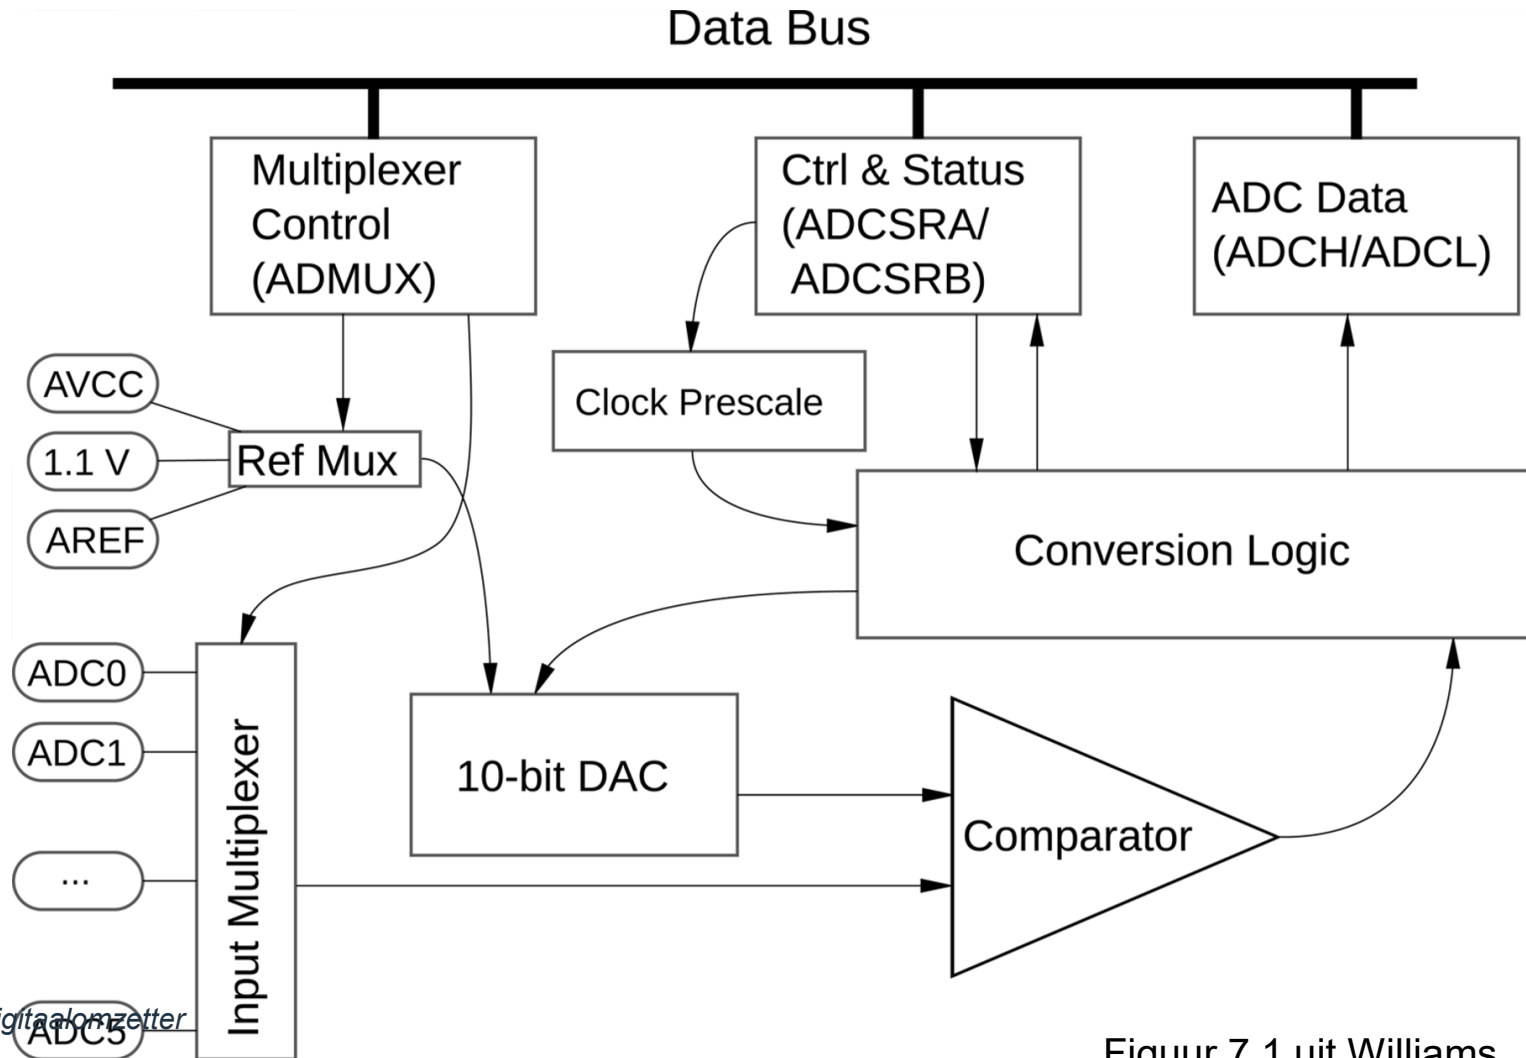 Data Bus
Multiplexer
Control
(ADMUX)
Ctrl & Status
(ADCSRA/
ADCSRB)
ADC Data
(ADCH/ADCL)
AVCC
1.1 V
AREF
Ref Mux
Clock Prescale
Conversion Logic
ADC0
ADC1
...
ADC5
Input Multiplexer
10-bit DAC
Comparator
igitaalomzetter
Figuur 7.1 uit Williams